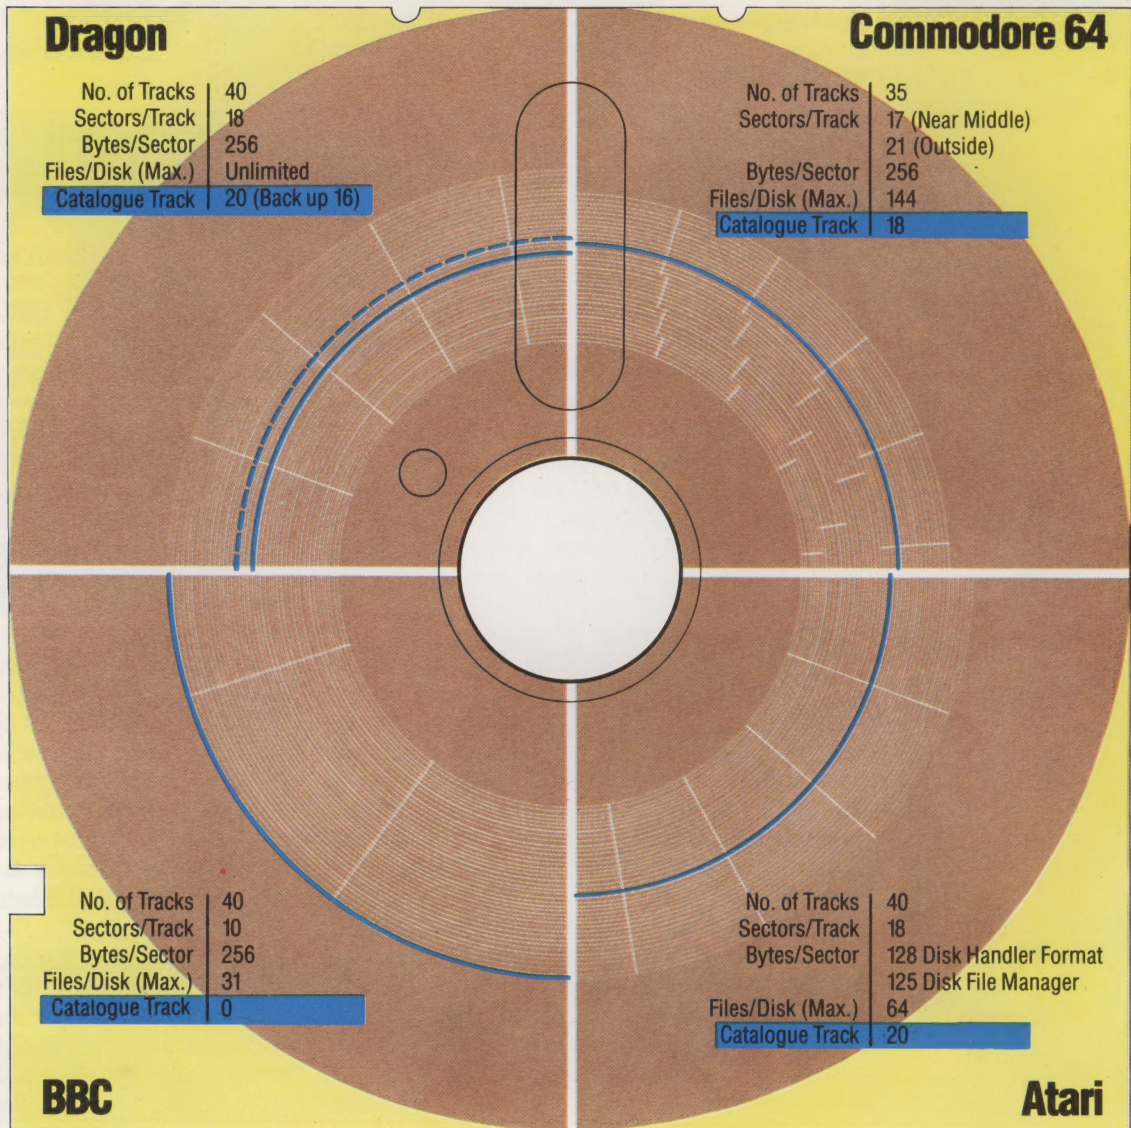 Dragon
No. of Tracks 40
Sectors/Track 18
Bytes/Sector 256
Files/Disk (Max.) Unlimited
Catalogue Track 20 (Back up 16)
Commodore 64
No. of Tracks 35
Sectors/Track 17 (Near Middle)
21 (Outside)
Bytes/Sector 256
Files/Disk (Max.) 144
Catalogue Track 18
No. of Tracks 40
Sectors/Track 10
Bytes/Sector 256
Files/Disk (Max.) 31
Catalogue Track 0
BBC
No. of Tracks 40
Sectors/Track 18
Bytes/Sector 128 Disk Handler Format
125 Disk File Manager
Files/Disk (Max.) 64
Catalogue Track 20
Atari